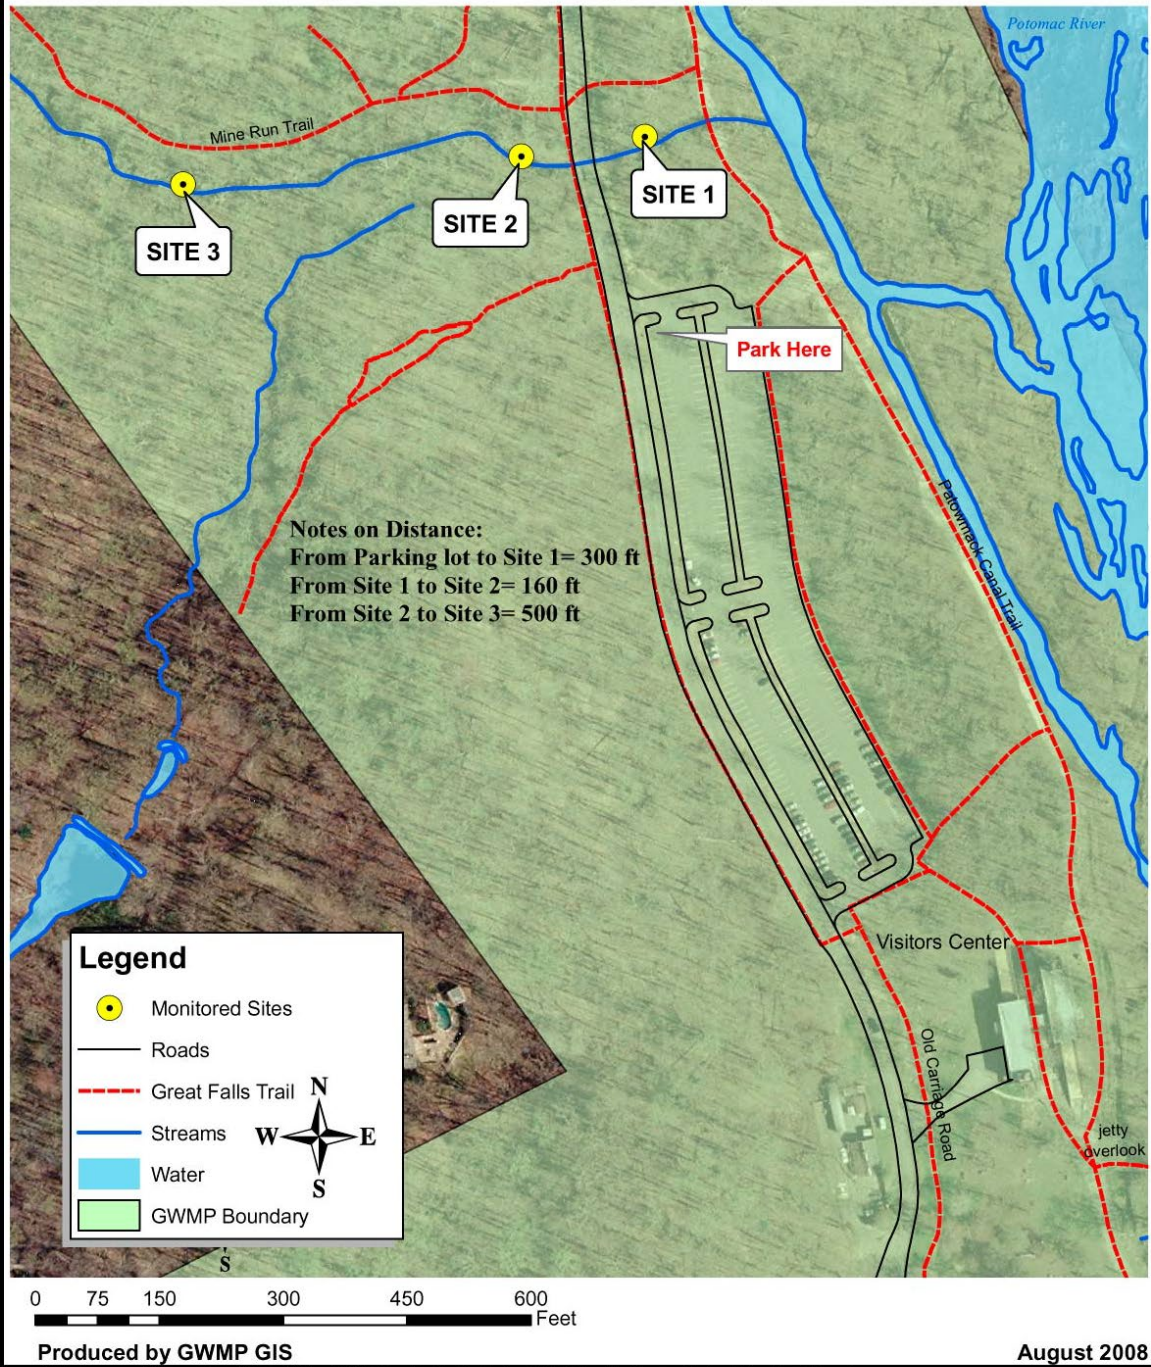 Potomac River
Mine Run Trail
SITE 1
SITE 2
SITE 3
Park Here
Patowmack Canal Trail
Notes on Distance:
From Parking lot to Site 1= 300 ft
From Site 1 to Site 2= 160 ft
From Site 2 to Site 3= 500 ft
Visitors Center
Old Carriage Road
jetty
overlook
Legend
Monitored Sites
Roads
Great Falls Trail
Streams
Water
GWMP Boundary
N
W E
S
S
0 75 150 300 450 600
Feet
Produced by GWMP GIS August 2008